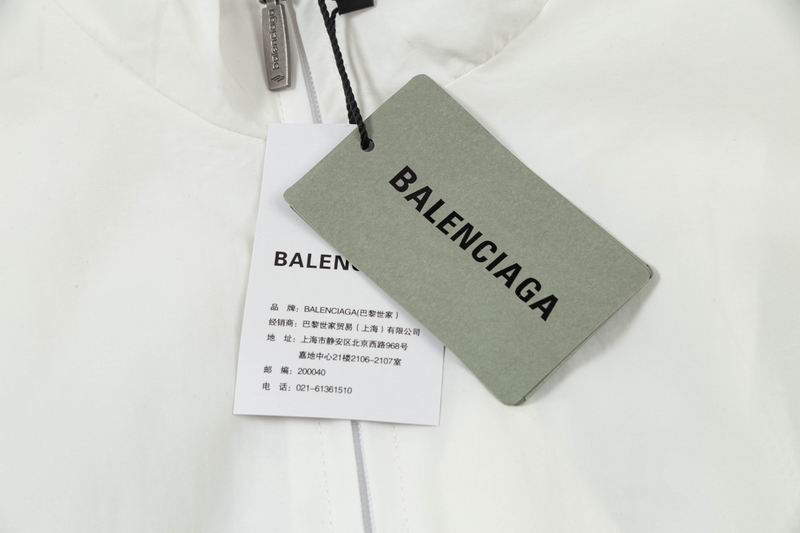 Balenciaga
BALENCIAGA
BALENC
品 牌：BALENCIAGA(巴黎世家）
经销商：巴黎世家贸易（上海）有限公司
地 址：上海市静安区北京西路968号
嘉地中心21楼2106-2107室
邮 编：200040
电 话：021-61361510